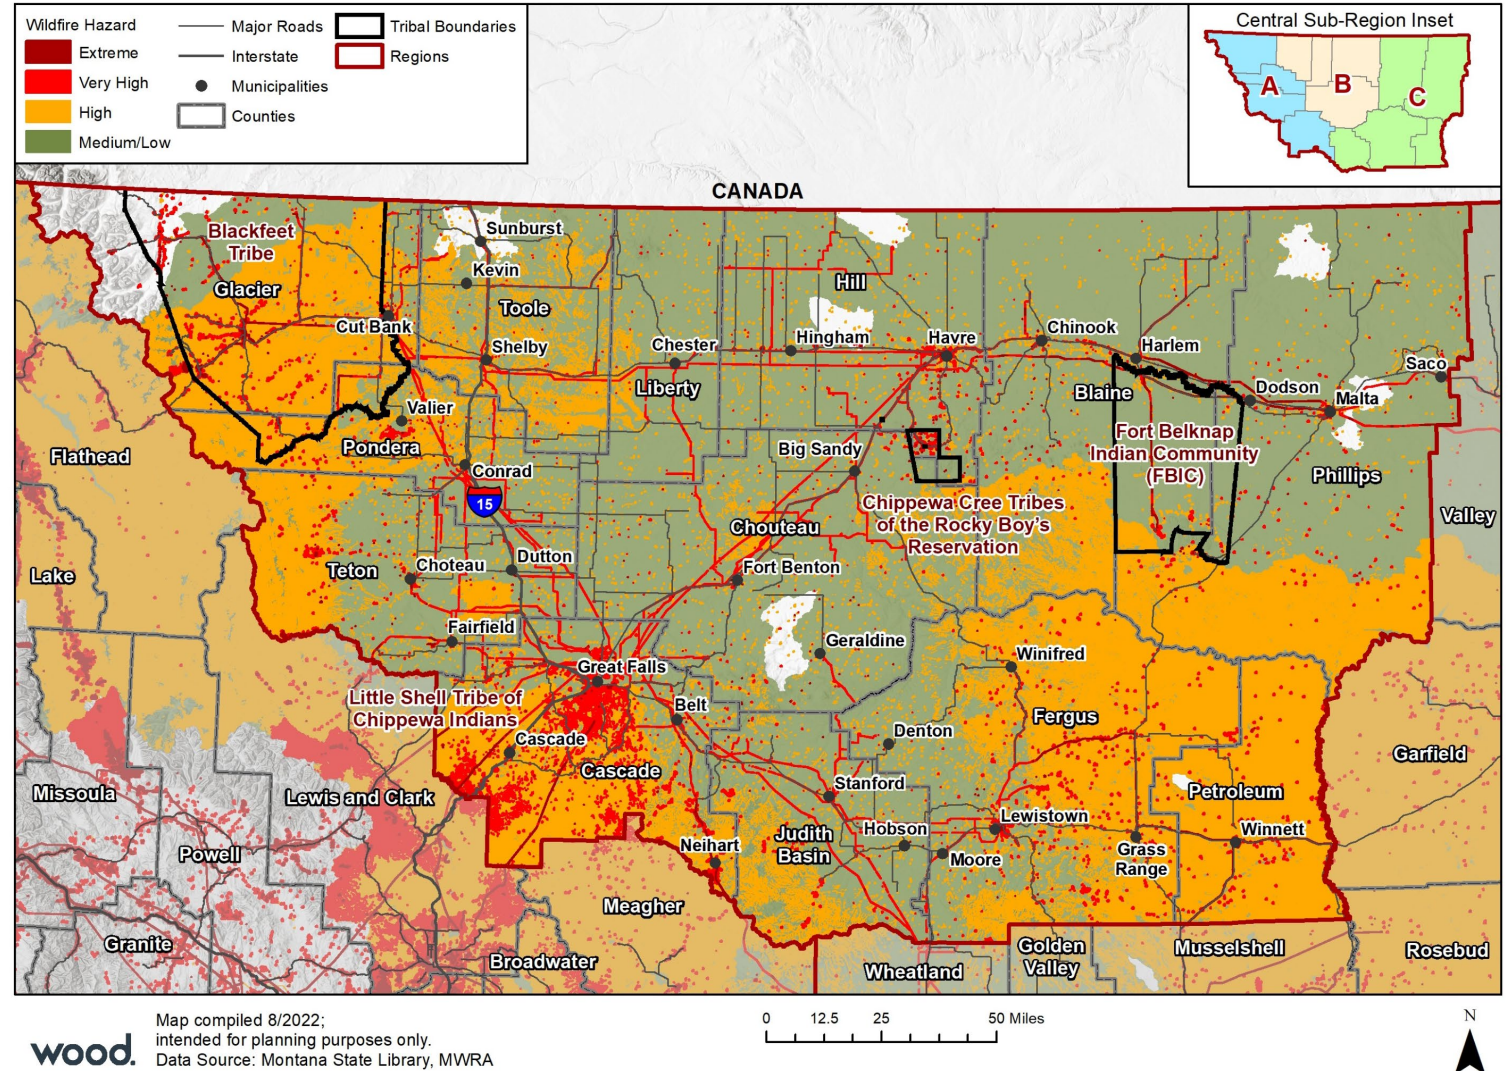 Wildfire Hazard
Extreme
Very High
High
Medium/Low
Major Roads
Interstate
Municipalities
Counties
Tribal Boundaries
Regions
Central Sub-Region Inset
A
B
C
CANADA
Blackfeet
Tribe
Glacier
Sunburst
Kevin
Toole
Cut Bank
Shelby
Hill
Chester
Hingham
Havre
Chinook
Harlem
Liberty
Blaine
Dodson
Saco
Malta
Valier
Pondera
Flathead
Conrad
15
Big Sandy
Fort Belknap
Indian Community
(FBIC)
Phillips
Valley
Chouteau
Chippewa Cree Tribes
of the Rocky Boy's
Reservation
Lake
Teton
Choteau
Dutton
Fort Benton
Fairfield
Geraldine
Winifred
Great Falls
Little Shell Tribe of
Chippewa Indians
Belt
Fergus
Denton
Cascade
Cascade
Garfield
Missoula
Lewis and Clark
Stanford
Petroleum
Powell
Neihart
Judith
Basin
Hobson
Moore
Lewistown
Grass
Range
Winnett
Meagher
Granite
Broadwater
Wheatland
Golden
Valley
Musselshell
Rosebud
wood.
Map compiled 8/2022;
intended for planning purposes only.
Data Source: Montana State Library, MWRA
0 12.5 25 50 Miles
N